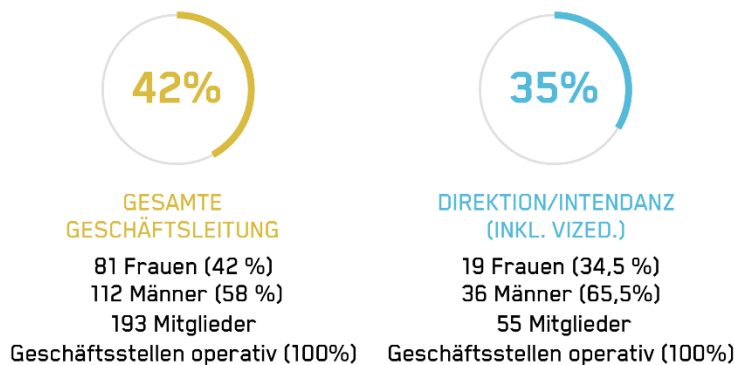 42%
GESAMTE
GESCHÄFTSLEITUNG
81 Frauen (42 %)
112 Männer (58 %)
193 Mitglieder
Geschäftsstellen operativ (100%)
35%
DIREKTION/INTENDANZ
(INKL. VIZED.)
19 Frauen (34,5 %)
36 Männer (65,5%)
55 Mitglieder
Geschäftsstellen operativ (100%)